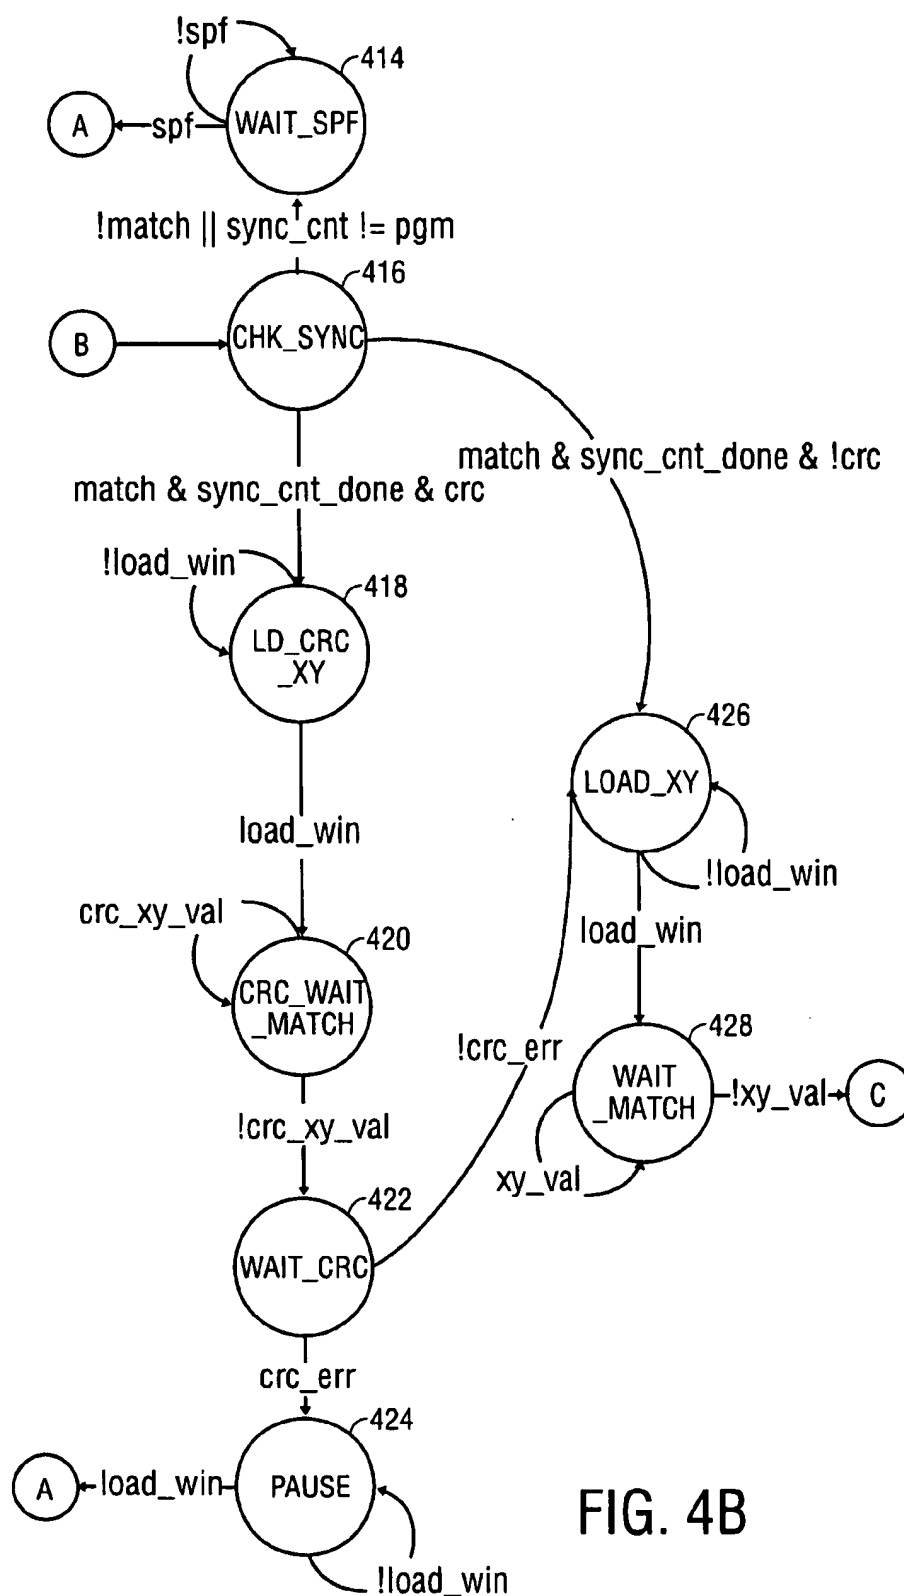 !spf
414
A
spf
WAIT_SPF
!match || sync_cnt != pgm
416
B
CHK_SYNC
match & sync_cnt_done & !crc
match & sync_cnt_done & crc
!load_win
418
LD_CRC
_XY
426
LOAD_XY
load_win
!load_win
crc_xy_val
420
load_win
CRC_WAIT
_MATCH
428
!crc_err
WAIT
_MATCH
!xy_val
C
!crc_xy_val
xy_val
422
WAIT_CRC
crc_err
424
A
load_win
PAUSE
FIG. 4B
!load_win